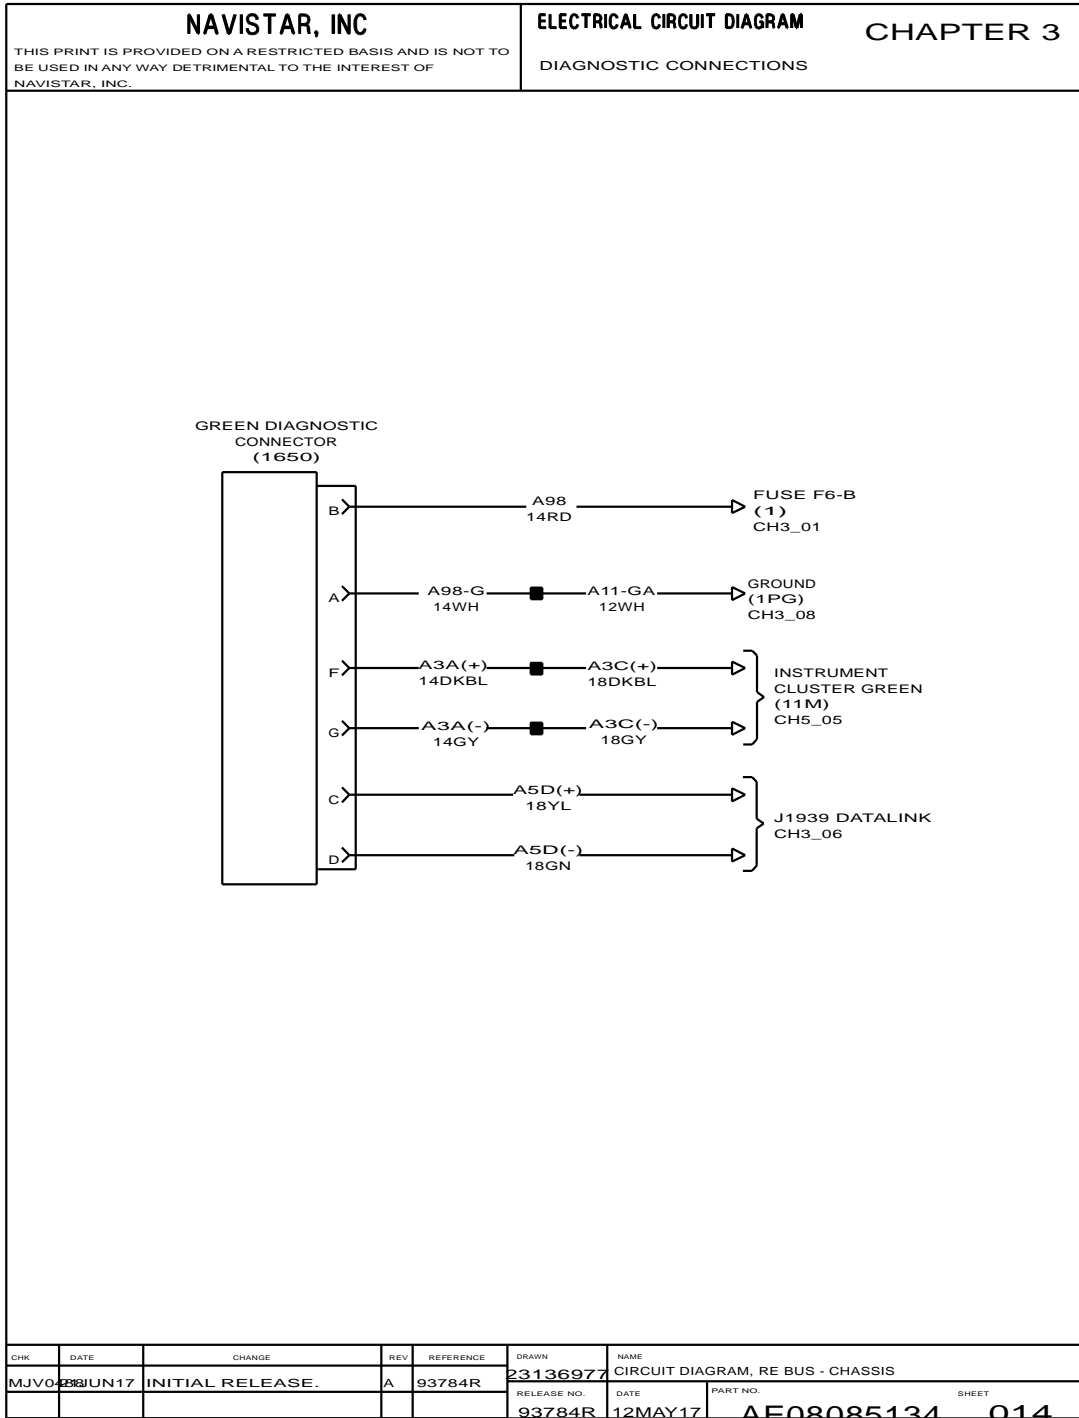 NAVISTAR, INC
THIS PRINT IS PROVIDED ON A RESTRICTED BASIS AND IS NOT TO
BE USED IN ANY WAY DETRIMENTAL TO THE INTEREST OF
NAVISTAR, INC.
ELECTRICAL CIRCUIT DIAGRAM
CHAPTER 3
DIAGNOSTIC CONNECTIONS
GREEN DIAGNOSTIC
CONNECTOR
(1650)
B
A98
14RD
FUSE F6-B
(1)
CH3_01
A
A98-G
14WH
A11-GA
12WH
GROUND
(1PG)
CH3_08
F
A3A(+)
14DKBL
A3C(+)
18DKBL
G
A3A(-)
14GY
A3C(-)
18GY
INSTRUMENT
CLUSTER GREEN
(11M)
CH5_05
C
A5D(+)
18YL
D
A5D(-)
18GN
J1939 DATALINK
CH3_06
CHK DATE CHANGE REV REFERENCE
INITIAL RELEASE. A 93784R
DRAWN
23136977
NAME
CIRCUIT DIAGRAM, RE BUS - CHASSIS
RELEASE NO.
93784R
DATE
12MAY17
PART NO.
AE08085134
SHEET
014